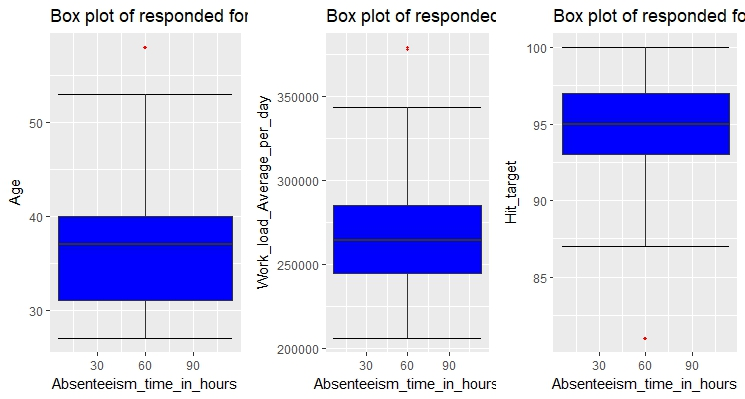 Box plot of responded for
50
40
30
Age
30 60 90
Absenteeism_time_in_hours
Box plot of responded
350000
300000
250000
200000
Work_load_Average_per_day
30 60 90
Absenteeism_time_in_hours
Box plot of responded fo
100
95
90
85
Hit_target
30 60 90
Absenteeism_time_in_hours